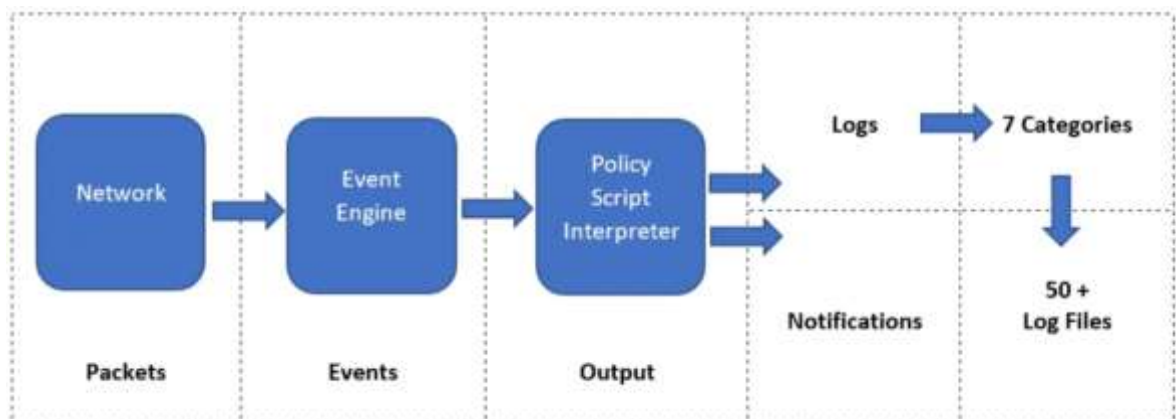 Network
Event
Engine
Policy
Script
Interpreter
Logs
7 Categories
Notifications
50 +
Log Files
Packets
Events
Output